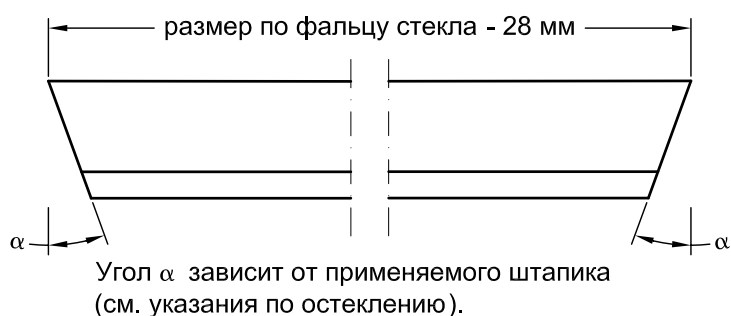 размер по фальцу стекла - 28 мм
α
α
Угол α зависит от применяемого штапика
(см. указания по остеклению).